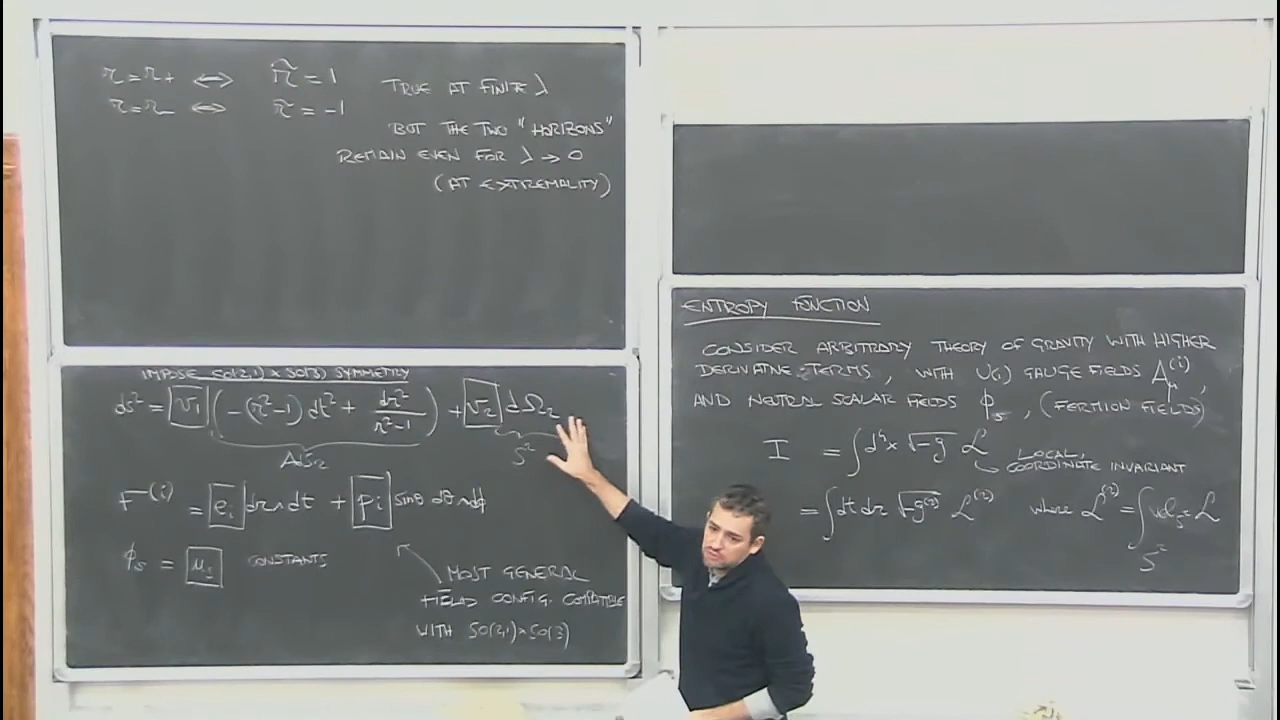 r = r₊ ⟺ r̃ = 1 TRUE AT FINITE λ
r = r₋ ⟺ r̃ = -1
BUT THE TWO "HORIZONS"
REMAIN EVEN FOR λ → 0
(AT EXTREMALITY)
IMPOSE SO(2,1) × SO(3) SYMMETRY
ds² = v₁ ( -(r²-1) dt² + dr²/(r²-1) ) + v₂ dΩ₂
AdS₂ S²
F⁽ⁱ⁾ = eᵢ dr∧dt + pᵢ sinθ dθ∧dϕ
ϕₛ = uₛ CONSTANTS
MOST GENERAL
FIELD CONFIG. COMPATIBLE
WITH SO(2,1)×SO(3)
ENTROPY FUNCTION
CONSIDER ARBITRARY THEORY OF GRAVITY WITH HIGHER
DERIVATIVE TERMS, WITH U(1) GAUGE FIELDS A_μ⁽ⁱ⁾,
AND NEUTRAL SCALAR FIELDS ϕₛ, (FERMION FIELDS)
I = ∫d⁴x √-g ℒ LOCAL,
COORDINATE INVARIANT
= ∫dt dr √-g⁽²⁾ ℒ⁽²⁾ where ℒ⁽²⁾ = ∫ vol_S² ℒ
S²